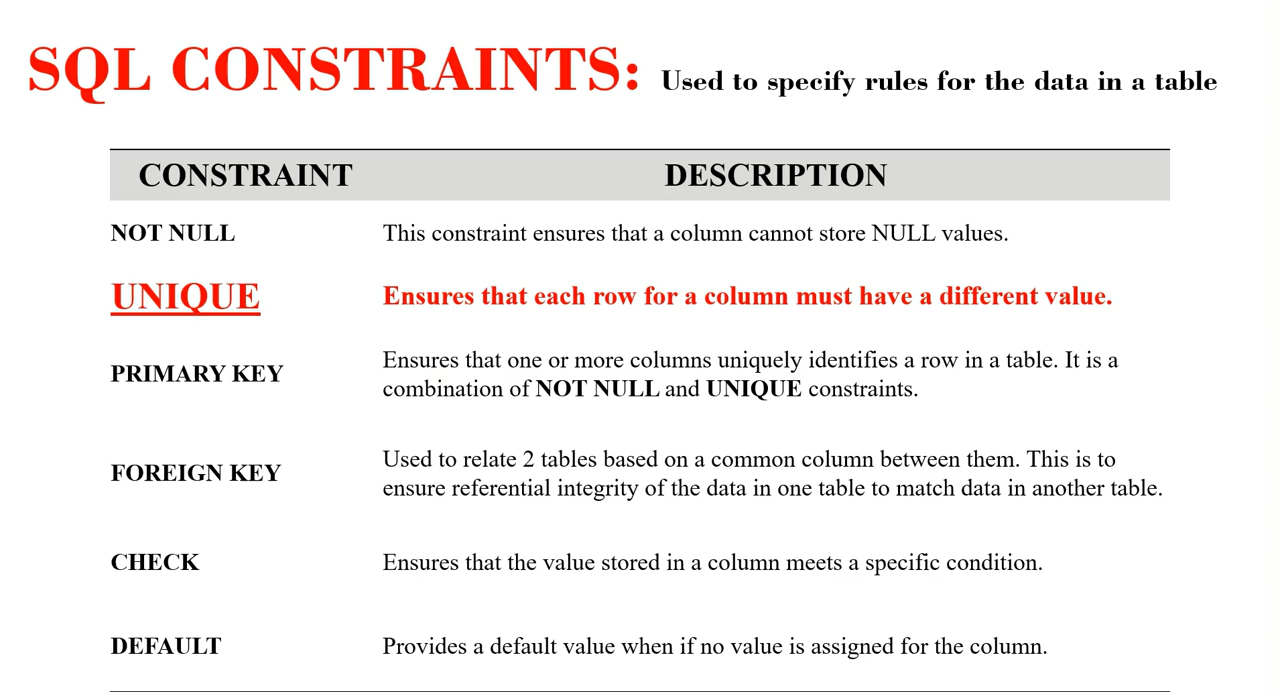 SQL CONSTRAINTS: Used to specify rules for the data in a table
CONSTRAINT DESCRIPTION
NOT NULL This constraint ensures that a column cannot store NULL values.
UNIQUE Ensures that each row for a column must have a different value.
PRIMARY KEY Ensures that one or more columns uniquely identifies a row in a table. It is a
combination of NOT NULL and UNIQUE constraints.
FOREIGN KEY Used to relate 2 tables based on a common column between them. This is to
ensure referential integrity of the data in one table to match data in another table.
CHECK Ensures that the value stored in a column meets a specific condition.
DEFAULT Provides a default value when if no value is assigned for the column.